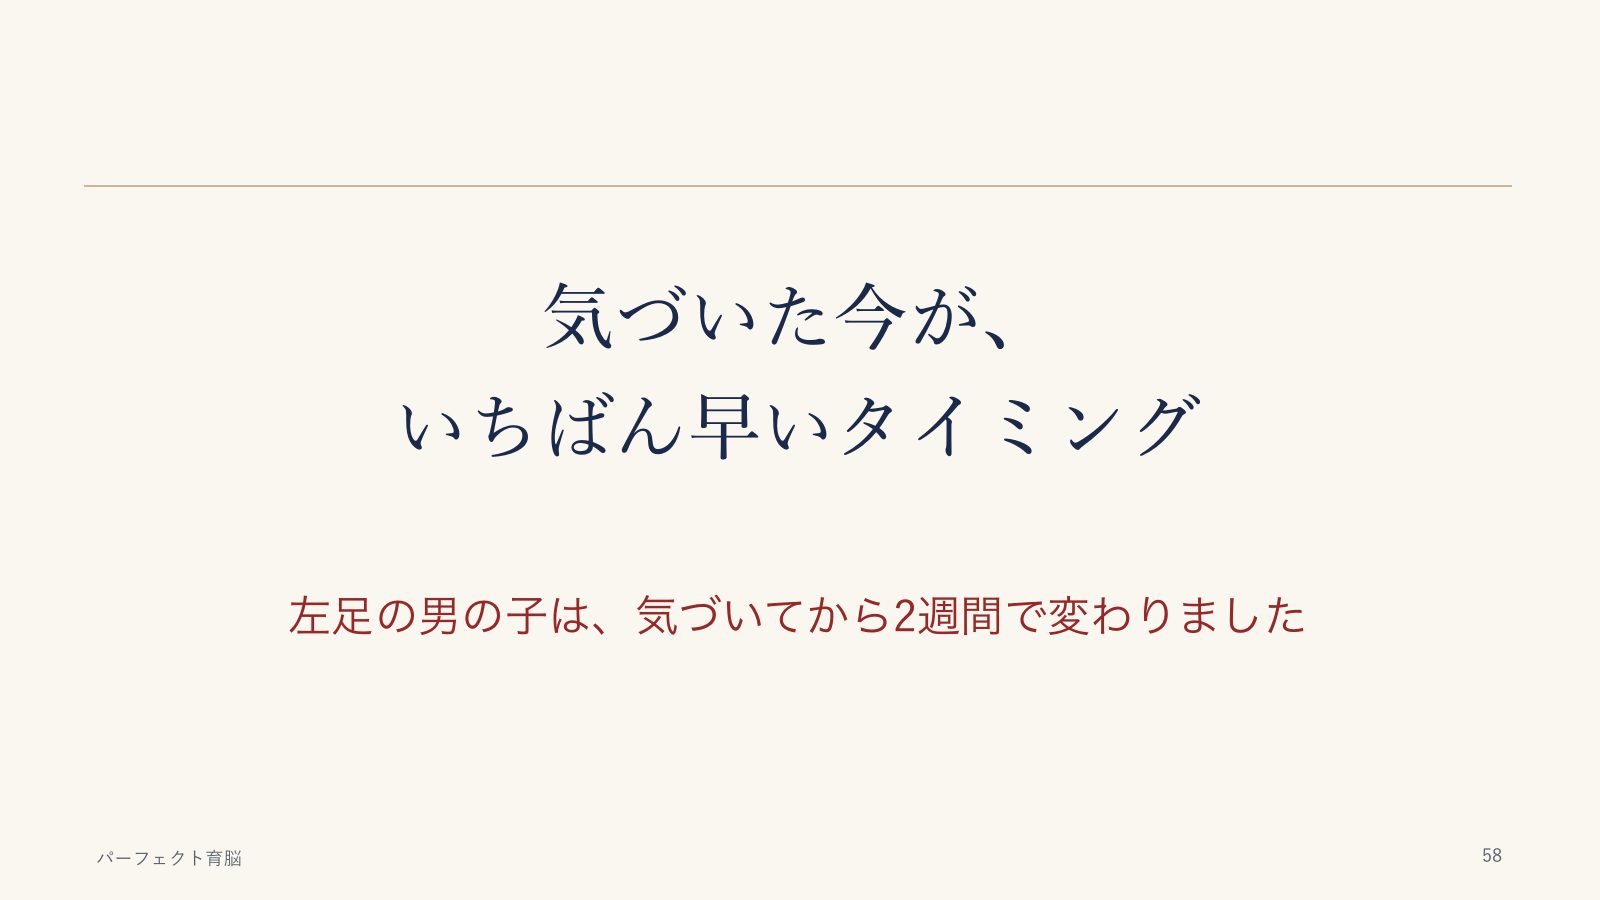 気づいた今が、
いちばん早いタイミング
左足の男の子は、気づいてから2週間で変わりました
パーフェクト育脳
58